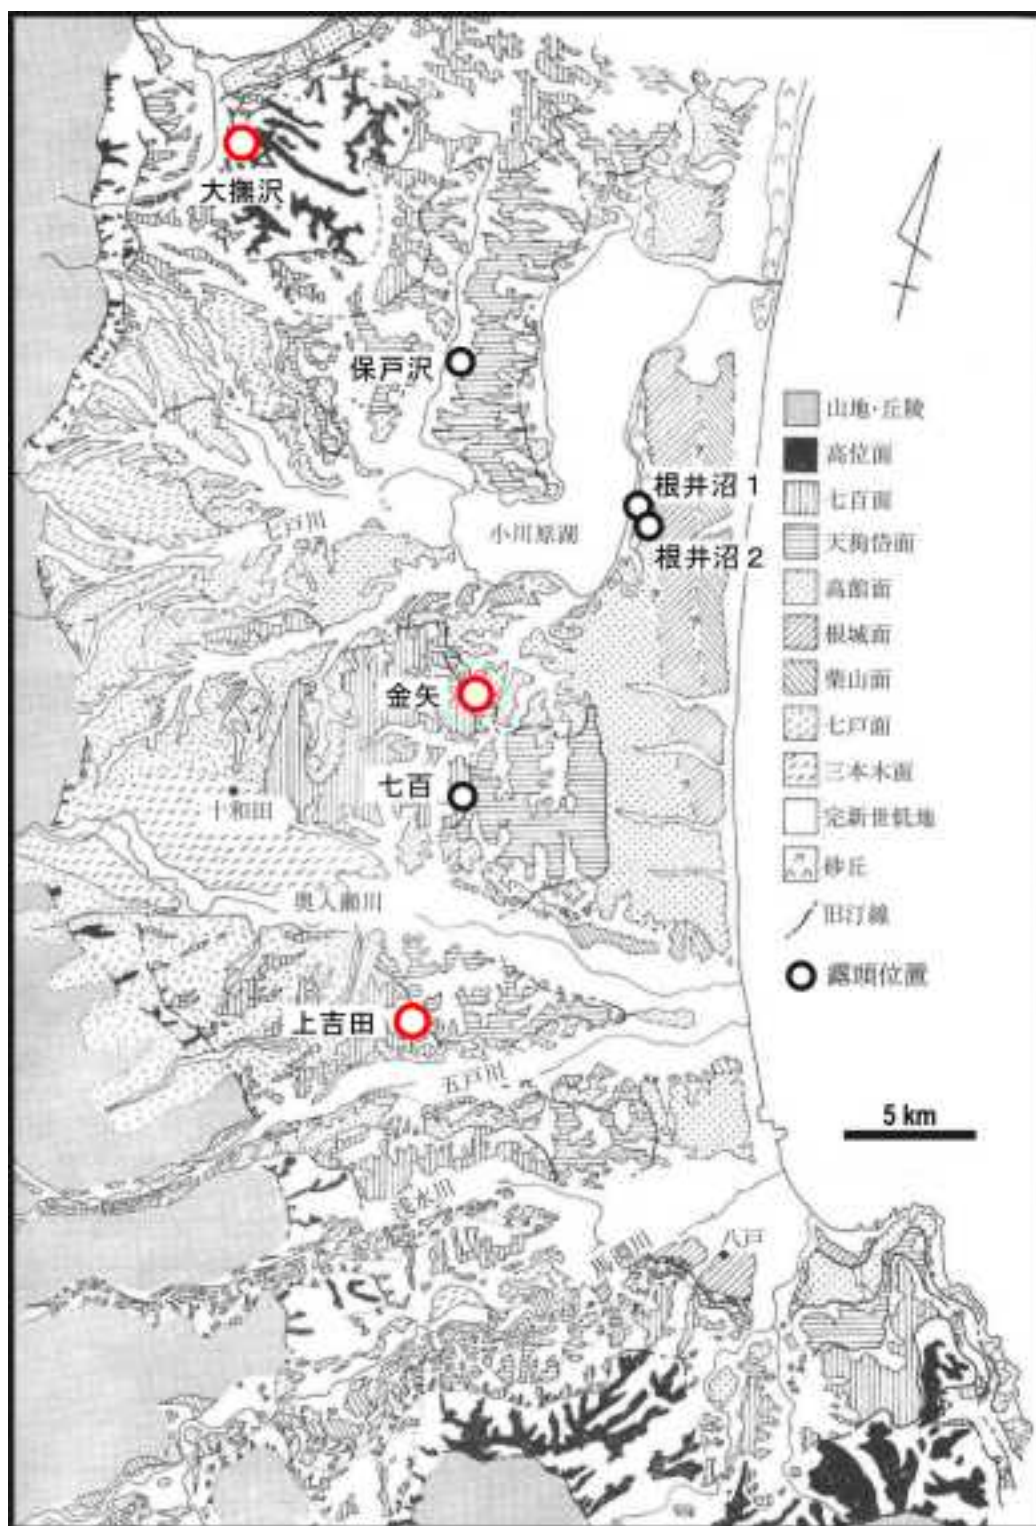 大撫沢
保戸沢
根井沼1
根井沼2
小川原湖
七戸川
金矢
七百
十和田
奥入瀬川
上吉田
五戸川
浅水川
馬淵川
八戸
山地・丘陵
高位面
七百面
天狗岱面
高館面
根城面
柴山面
七戸面
三本木面
完新世低地
砂丘
旧汀線
露頭位置
5 km